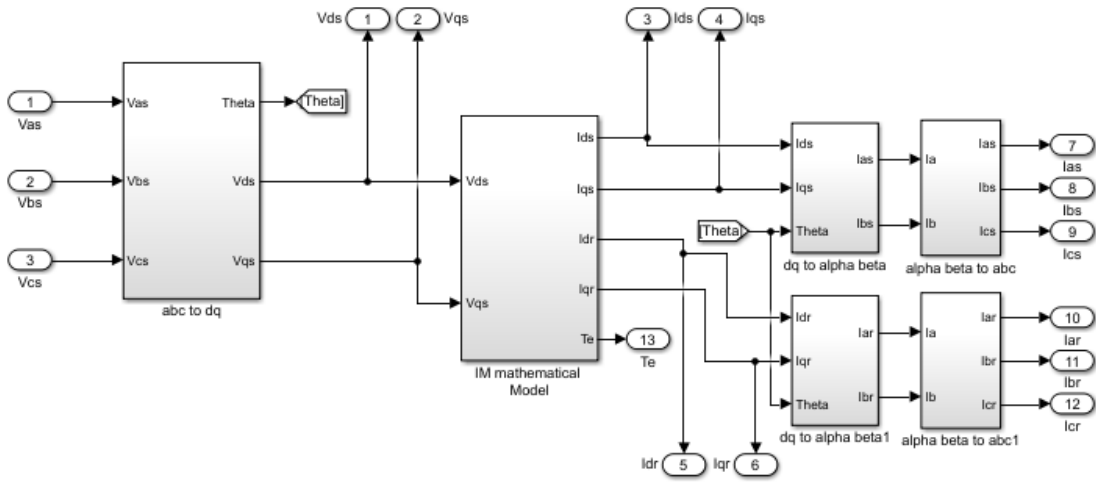 Vds 1
2 Vqs
3 Ids
4 Iqs
1
Vas
2
Vbs
3
Vcs
Vas
Vbs
Vcs
Theta
Vds
Vqs
abc to dq
[Theta]
Vds
Vqs
Ids
Iqs
Idr
Iqr
Te
IM mathematical
Model
13
Te
[Theta]
Ids
Iqs
Theta
Ias
Ibs
dq to alpha beta
Ia
Ib
Ias
Ibs
Ics
alpha beta to abc
7
Ias
8
Ibs
9
Ics
Idr
Iqr
Theta
Iar
Ibr
dq to alpha beta1
Ia
Ib
Iar
Ibr
Icr
alpha beta to abc1
10
Iar
11
Ibr
12
Icr
Idr 5
Iqr 6